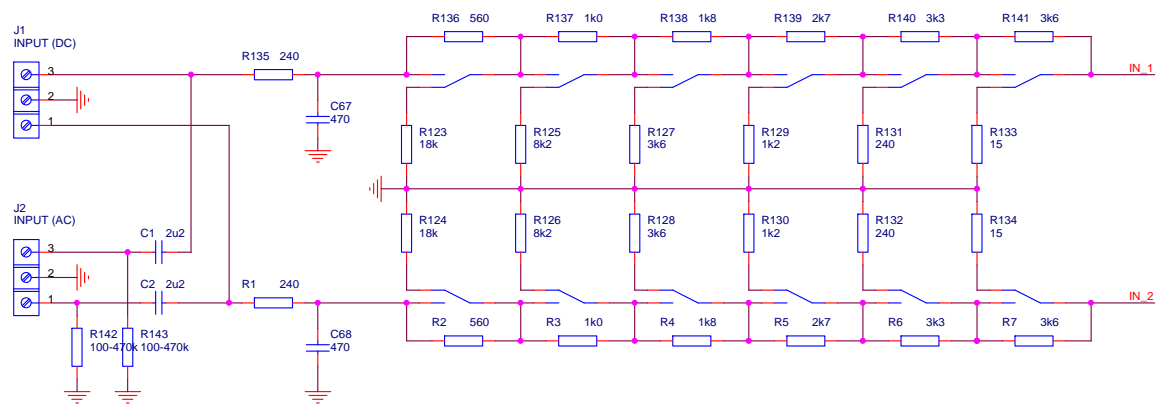 R136 560
R137 1k0
R138 1k8
R139 2k7
R140 3k3
R141 3k6
J1
INPUT (DC)
R135 240
3
2
1
IN_1
C67
470
R123
18k
R125
8k2
R127
3k6
R129
1k2
R131
240
R133
15
J2
INPUT (AC)
R124
18k
R126
8k2
R128
3k6
R130
1k2
R132
240
R134
15
C1 2u2
3
2
1
C2 2u2
R1 240
IN_2
R2 560
R3 1k0
R4 1k8
R5 2k7
R6 3k3
R7 3k6
R142
100-470k
R143
100-470k
C68
470